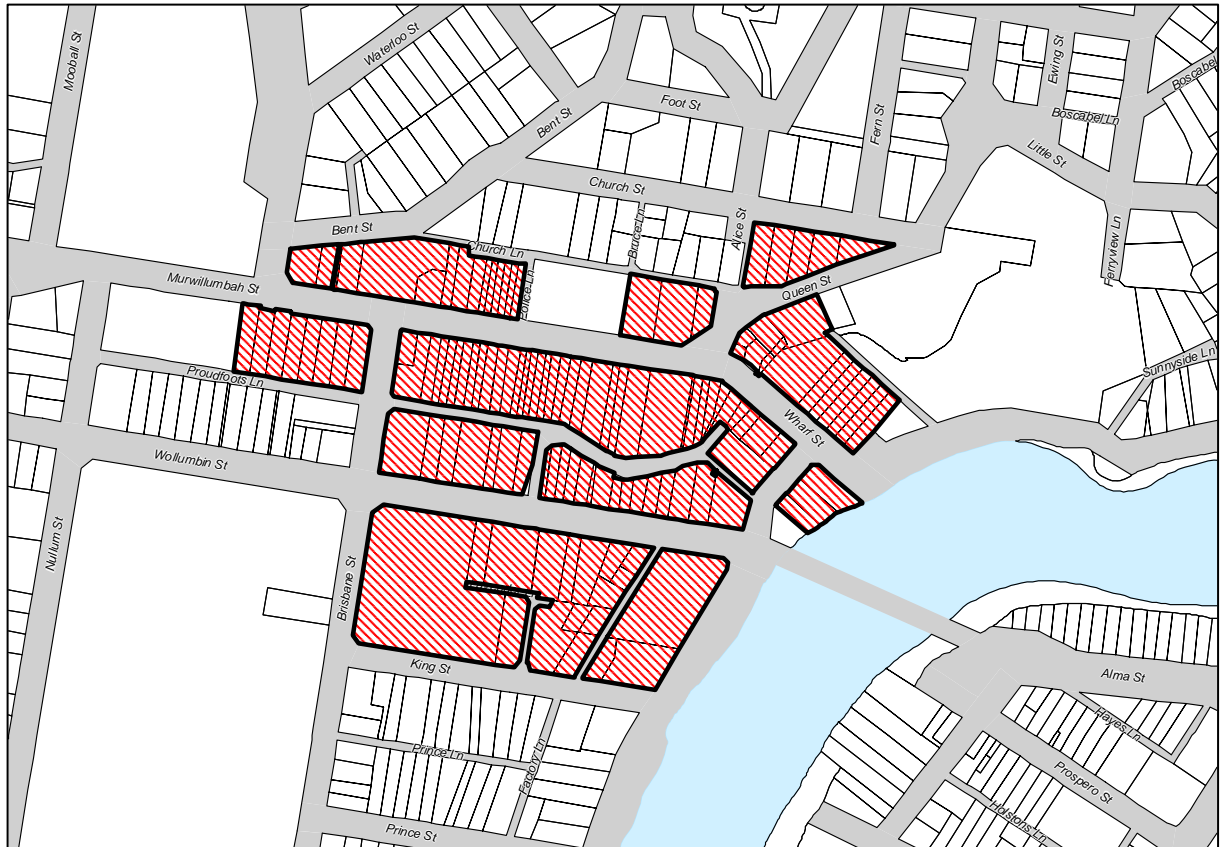 Mooball St
Waterloo St
Ewing St
Boscabel
Boscabel Ln
Foot St
Bent St
Fern St
Little St
Church St
Bruce Ln
Alice St
Ferryview Ln
Bent St
Church Ln
Murwillumbah St
Police Ln
Queen St
Sunnyside Ln
Proudfoots Ln
Wharf St
Wollumbin St
Nullum St
Brisbane St
King St
Alma St
Hayes Ln
Prince Ln
Factory Ln
Prospero St
Holstons Ln
Prince St